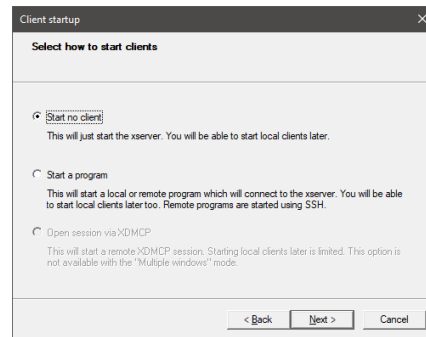 Client startup
Select how to start clients
Start no client
This will just start the xserver. You will be able to start local clients later.
Start a program
This will start a local or remote program which will connect to the xserver. You will be able
to start local clients later too. Remote programs are started using SSH.
Open session via XDMCP
This will start a remote XDMCP session. Starting local clients later is limited. This option is
not available with the "Multiple windows" mode.
< Back
Next >
Cancel